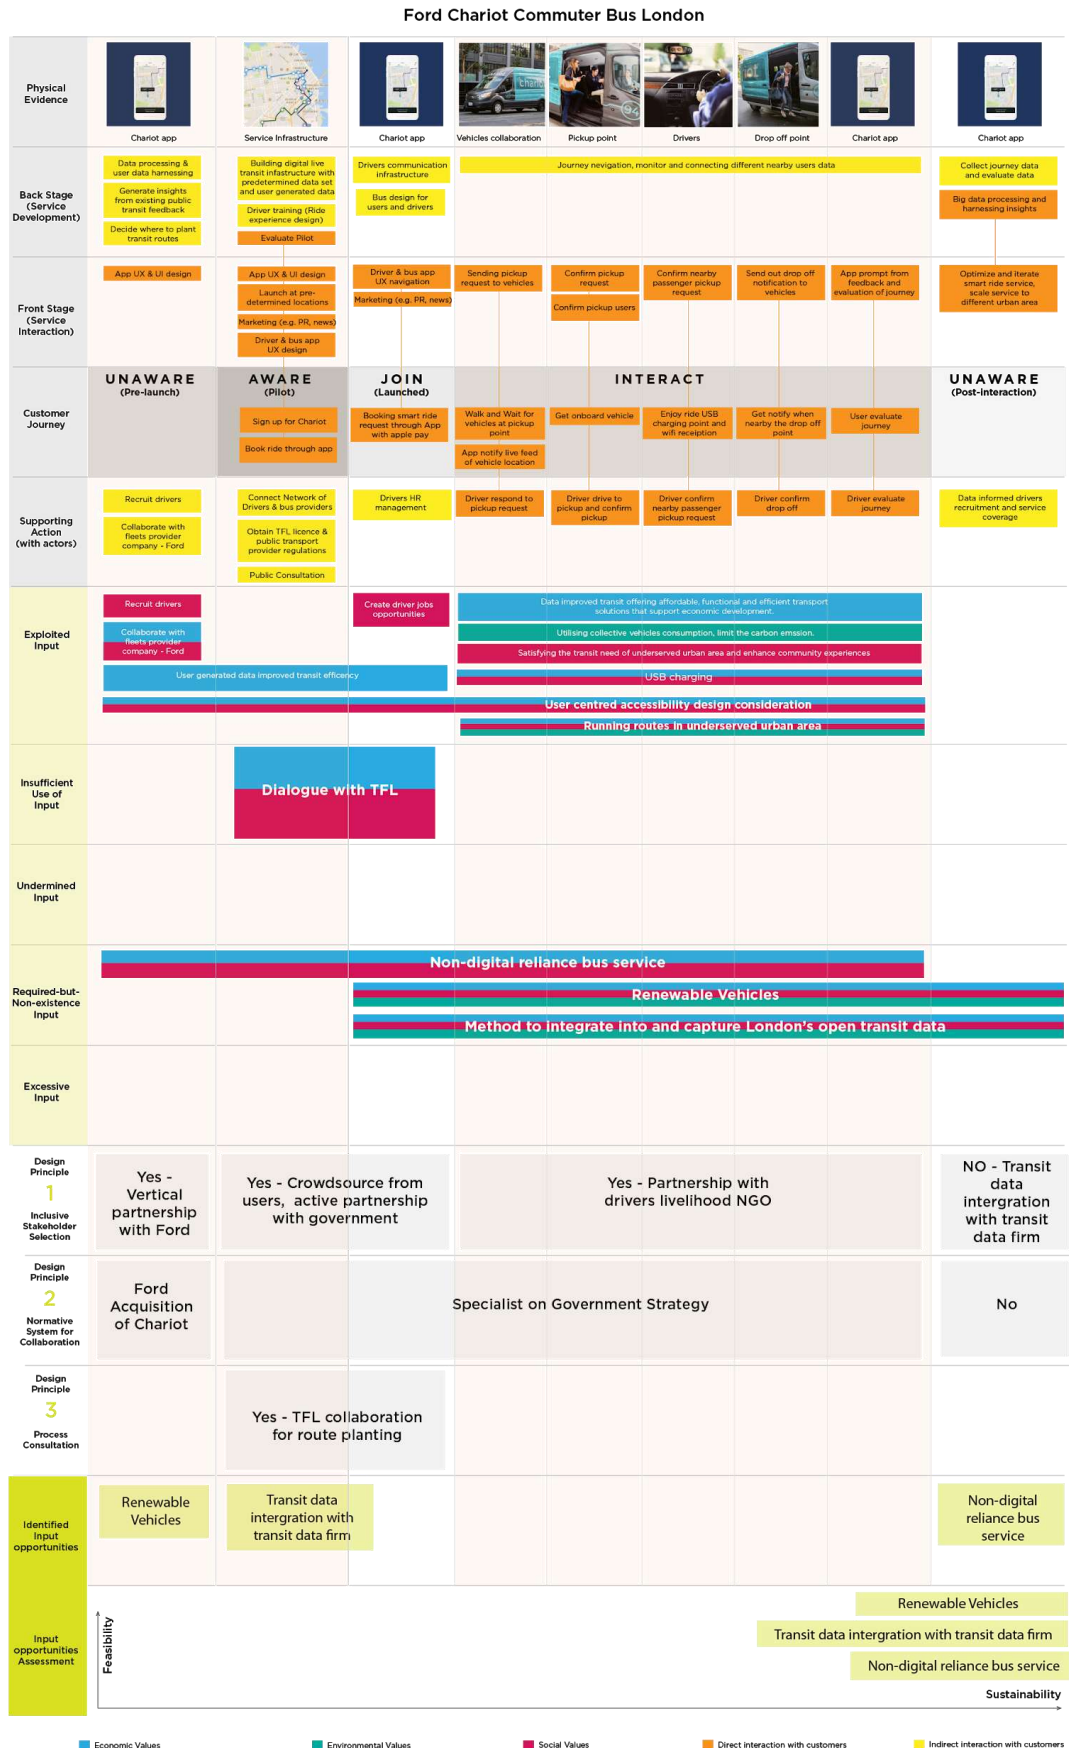 Ford Chariot Commuter Bus London
Physical
Evidence
Chariot app
Service Infrastructure
Chariot app
Vehicles collaboration
Pickup point
Drivers
Drop off point
Chariot app
Chariot app
chario
94
Back Stage
(Service
Development)
Data processing &
user data harnessing
Generate insights
from existing public
transit feedback
Decide where to plant
transit routes
Building digital live
transit infastructure with
predetermined data set
and user generated data
Driver training (Ride
experience design)
Evaluate Pilot
Drivers communication
infrastructure
Bus design for
users and drivers
Journey nevigation, monitor and connecting different nearby users data
Collect journey data
and evaluate data
Big data processing and
harnessing insights
Front Stage
(Service
Interaction)
App UX & UI design
App UX & UI design
Launch at pre-
determined locations
Marketing (e.g. PR, news)
Driver & bus app
UX design
Driver & bus app
UX navigation
Marketing (e.g. PR, news)
Sending pickup
request to vehicles
Confirm pickup
request
Confirm pickup users
Confirm nearby
passenger pickup
request
Send out drop off
notification to
vehicles
App prompt from
feedback and
evaluation of journey
Optimize and iterate
smart ride service,
scale service to
different urban area
Customer
Journey
UNAWARE
(Pre-launch)
AWARE
(Pilot)
Sign up for Chariot
Book ride through app
JOIN
(Launched)
Booking smart ride
request through App
with apple pay
INTERACT
Walk and Wait for
vehicles at pickup
point
App notify live feed
of vehicle location
Get onboard vehicle
Enjoy ride USB
charging point and
wifi receiption
Get notify when
nearby the drop off
point
User evaluate
journey
UNAWARE
(Post-interaction)
Supporting
Action
(with actors)
Recruit drivers
Collaborate with
fleets provider
company - Ford
Connect Network of
Drivers & bus providers
Obtain TFL licence &
public transport
provider regulations
Public Consultation
Drivers HR
management
Driver respond to
pickup request
Driver drive to
pickup and confirm
pickup
Driver confirm
nearby passenger
pickup request
Driver confirm
drop off
Driver evaluate
journey
Data informed drivers
recruitment and service
coverage
Exploited
Input
Recruit drivers
Collaborate with
fleets provider
company - Ford
Create driver jobs
opportunities
User generated data improved transit efficency
Data improved transit offering affordable, functional and efficient transport
solutions that support economic development.
Utilising collective vehicles consumption, limit the carbon emssion.
Satisfying the transit need of underserved urban area and enhance community experiences
USB charging
User centred accessibility design consideration
Running routes in underserved urban area
Insufficient
Use of
Input
Dialogue with TFL
Undermined
Input
Required-but-
Non-existence
Input
Non-digital reliance bus service
Renewable Vehicles
Method to integrate into and capture London's open transit data
Excessive
Input
Design
Principle
1
Inclusive
Stakeholder
Selection
Yes -
Vertical
partnership
with Ford
Yes - Crowdsource from
users, active partnership
with government
Yes - Partnership with
drivers livelihood NGO
NO - Transit
data
intergration
with transit
data firm
Design
Principle
2
Normative
System for
Collaboration
Ford
Acquisition
of Chariot
Specialist on Government Strategy
No
Design
Principle
3
Process
Consultation
Yes - TFL collaboration
for route planting
Identified
Input
opportunities
Renewable
Vehicles
Transit data
intergration with
transit data firm
Non-digital
reliance bus
service
Input
opportunities
Assessment
Feasibility
Renewable Vehicles
Transit data intergration with transit data firm
Non-digital reliance bus service
Sustainability
Economic Values
Environmental Values
Social Values
Direct interaction with customers
Indirect interaction with customers